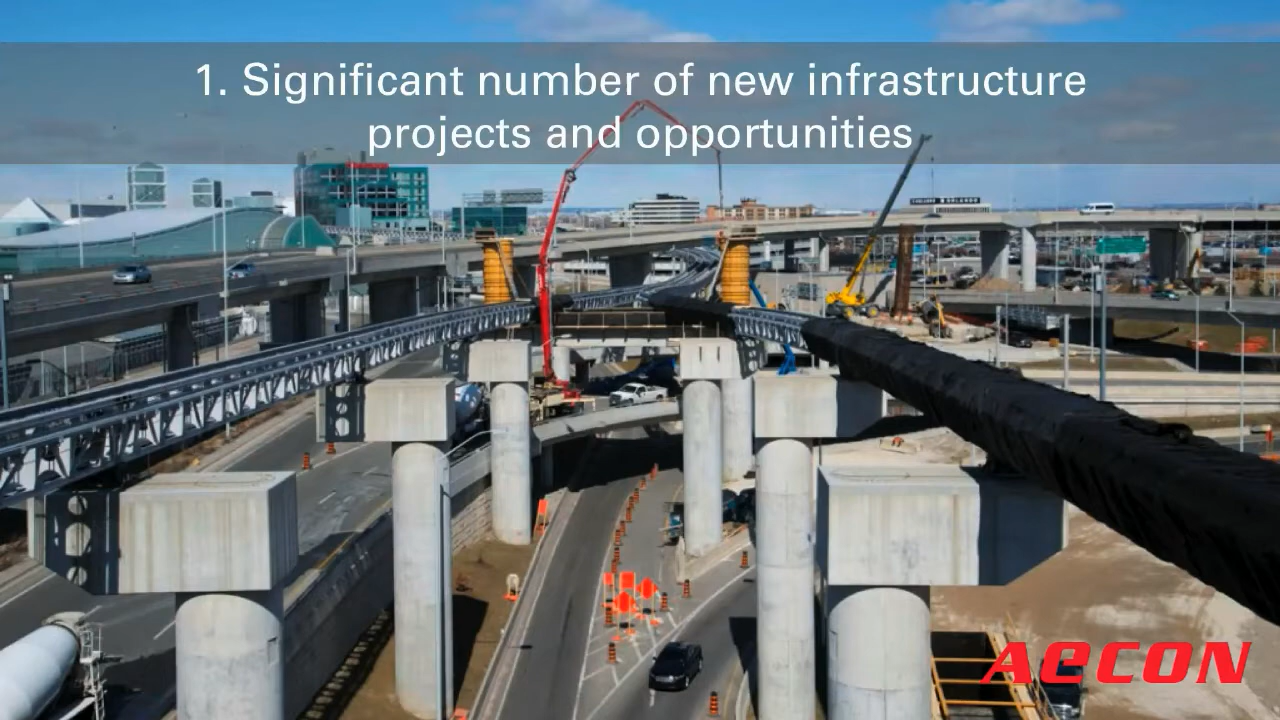 1. Significant number of new infrastructure
projects and opportunities
AECON